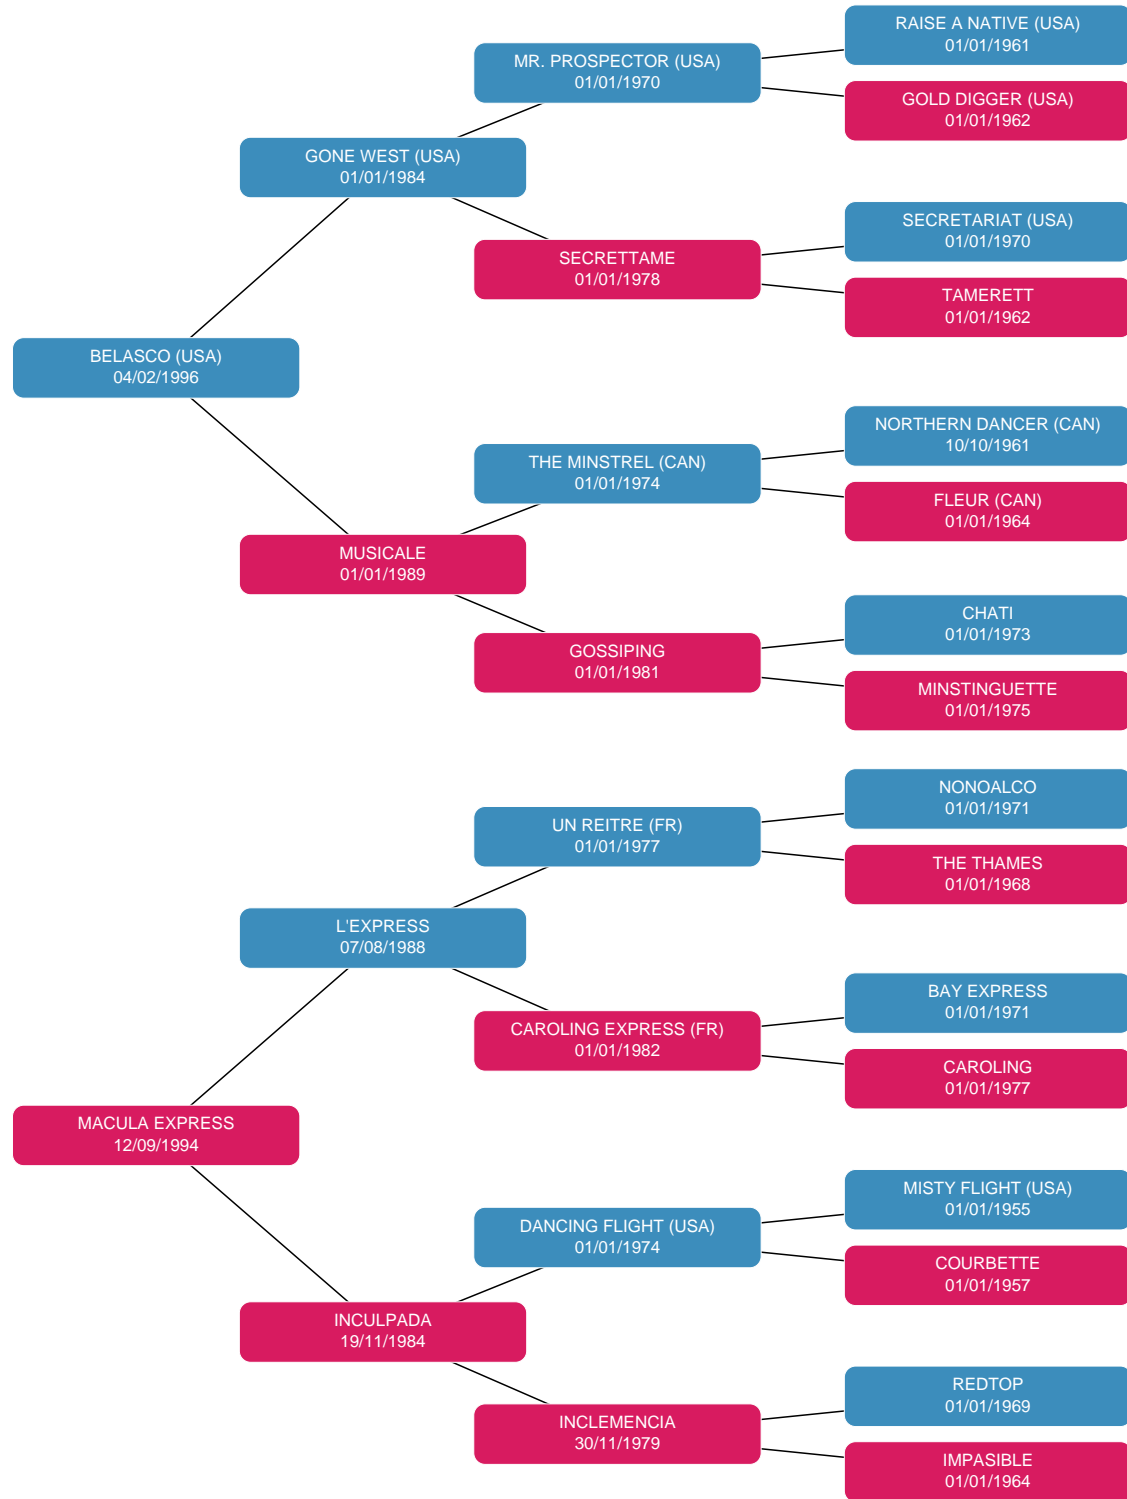 RAISE A NATIVE (USA)
01/01/1961
MR. PROSPECTOR (USA)
01/01/1970
GOLD DIGGER (USA)
01/01/1962
GONE WEST (USA)
01/01/1984
SECRETARIAT (USA)
01/01/1970
SECRETTAME
01/01/1978
TAMERETT
01/01/1962
BELASCO (USA)
04/02/1996
NORTHERN DANCER (CAN)
10/10/1961
THE MINSTREL (CAN)
01/01/1974
FLEUR (CAN)
01/01/1964
MUSICALE
01/01/1989
CHATI
01/01/1973
GOSSIPING
01/01/1981
MINSTINGUETTE
01/01/1975
NONOALCO
01/01/1971
UN REITRE (FR)
01/01/1977
THE THAMES
01/01/1968
L'EXPRESS
07/08/1988
BAY EXPRESS
01/01/1971
CAROLING EXPRESS (FR)
01/01/1982
CAROLING
01/01/1977
MACULA EXPRESS
12/09/1994
MISTY FLIGHT (USA)
01/01/1955
DANCING FLIGHT (USA)
01/01/1974
COURBETTE
01/01/1957
INCULPADA
19/11/1984
REDTOP
01/01/1969
INCLEMENCIA
30/11/1979
IMPASIBLE
01/01/1964